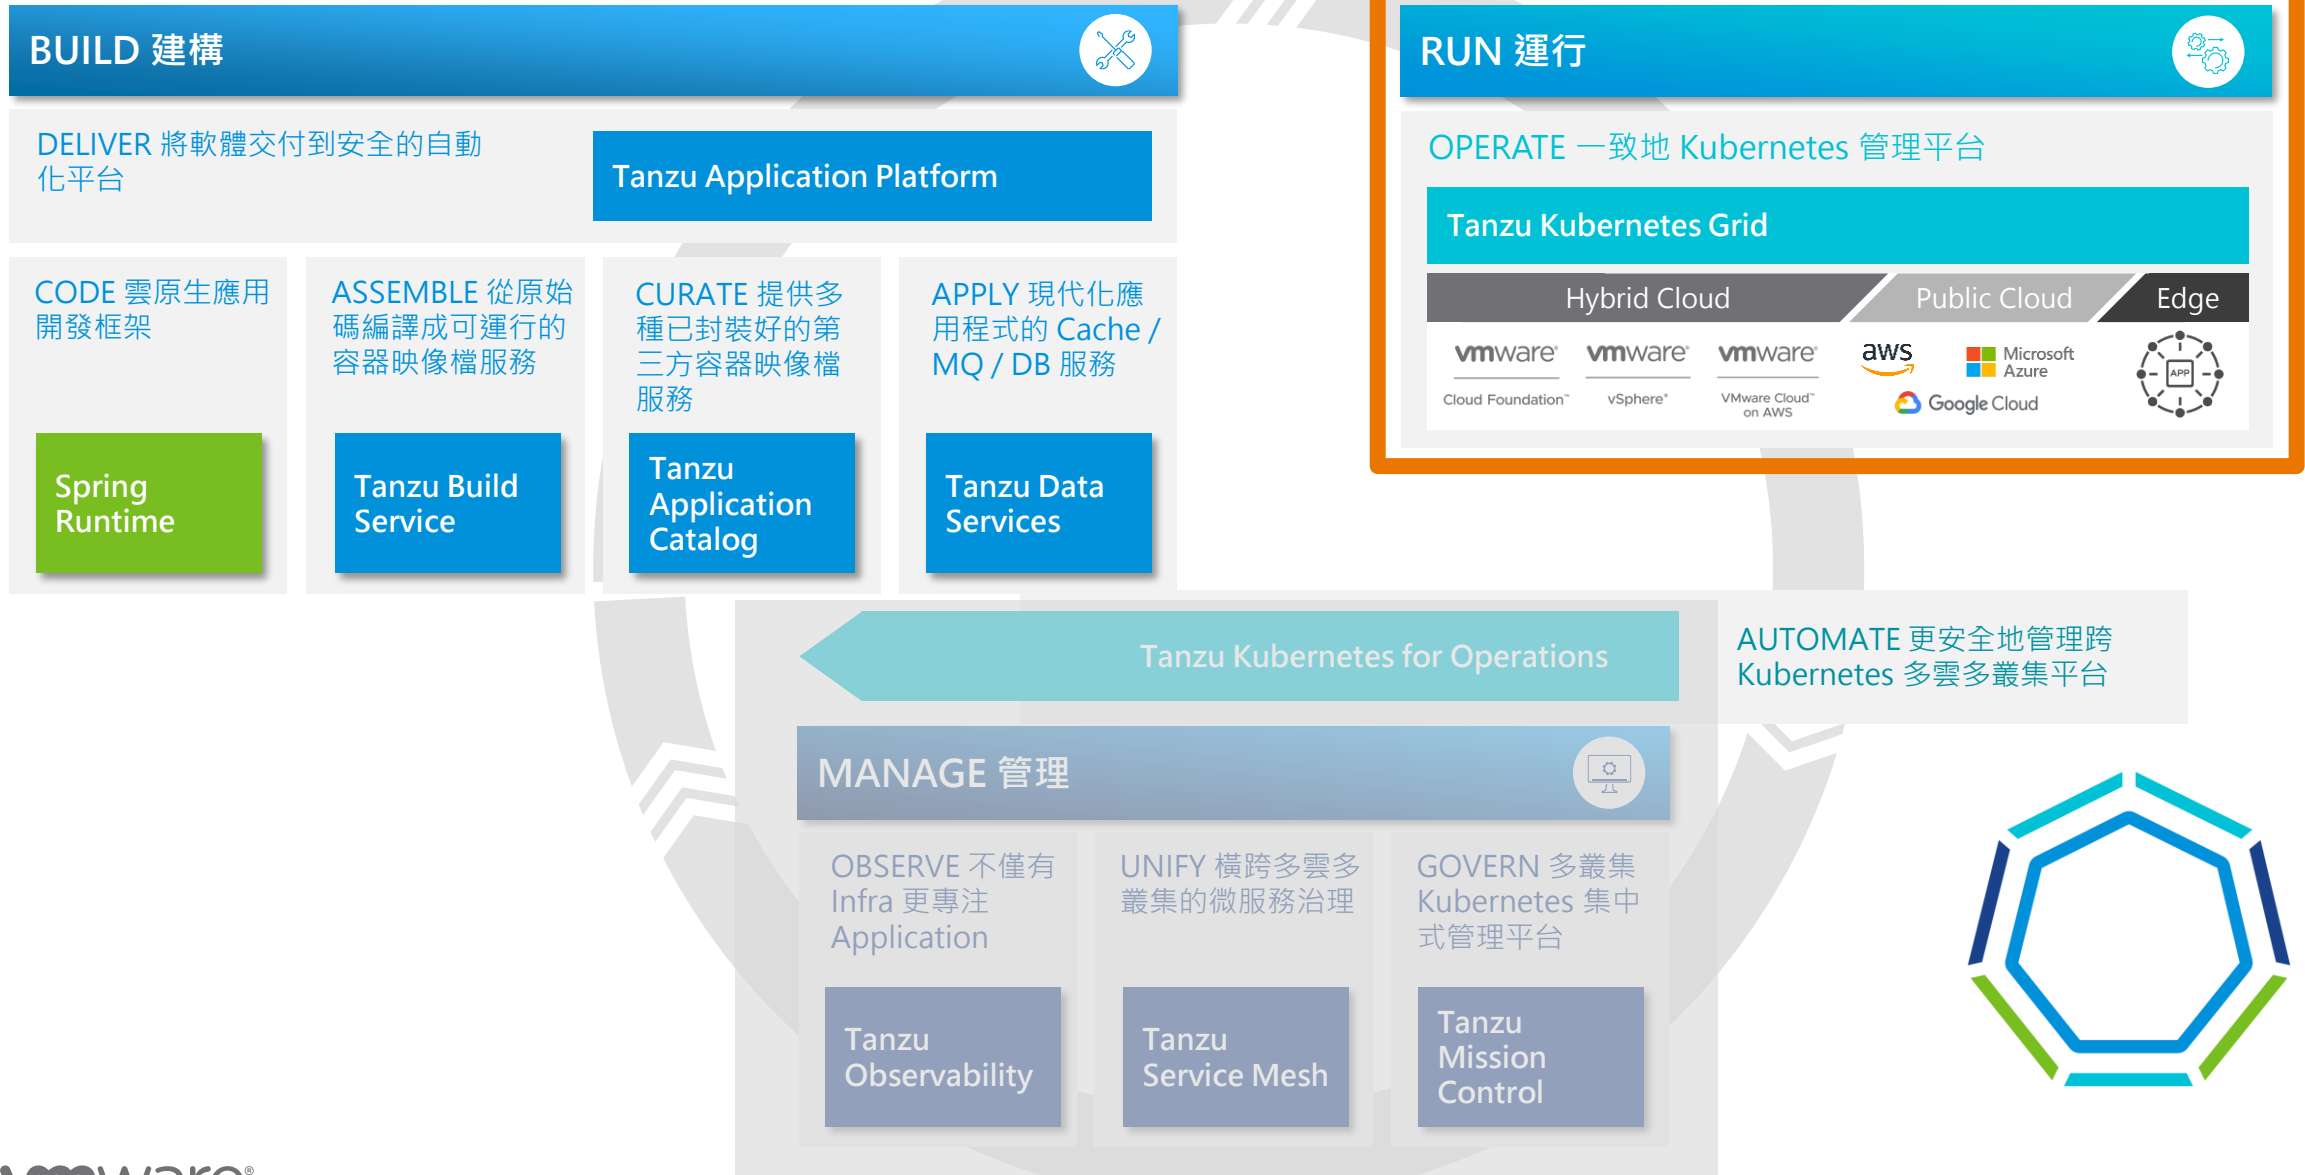 BUILD 建構
DELIVER 將軟體交付到安全的自動
化平台
Tanzu Application Platform
CODE 雲原生應用
開發框架
Spring
Runtime
ASSEMBLE 從原始
碼編譯成可運行的
容器映像檔服務
Tanzu Build
Service
CURATE 提供多
種已封裝好的第
三方容器映像檔
服務
Tanzu
Application
Catalog
APPLY 現代化應
用程式的 Cache /
MQ / DB 服務
Tanzu Data
Services
RUN 運行
OPERATE 一致地 Kubernetes 管理平台
Tanzu Kubernetes Grid
Hybrid Cloud
Public Cloud
Edge
vmware®
Cloud Foundation™
vmware®
vSphere®
vmware®
VMware Cloud™
on AWS
aws
Microsoft
Azure
Google Cloud
APP
Tanzu Kubernetes for Operations
AUTOMATE 更安全地管理跨
Kubernetes 多雲多叢集平台
MANAGE 管理
OBSERVE 不僅有
Infra 更專注
Application
Tanzu
Observability
UNIFY 橫跨多雲多
叢集的微服務治理
Tanzu
Service Mesh
GOVERN 多叢集
Kubernetes 集中
式管理平台
Tanzu
Mission
Control
vmware®